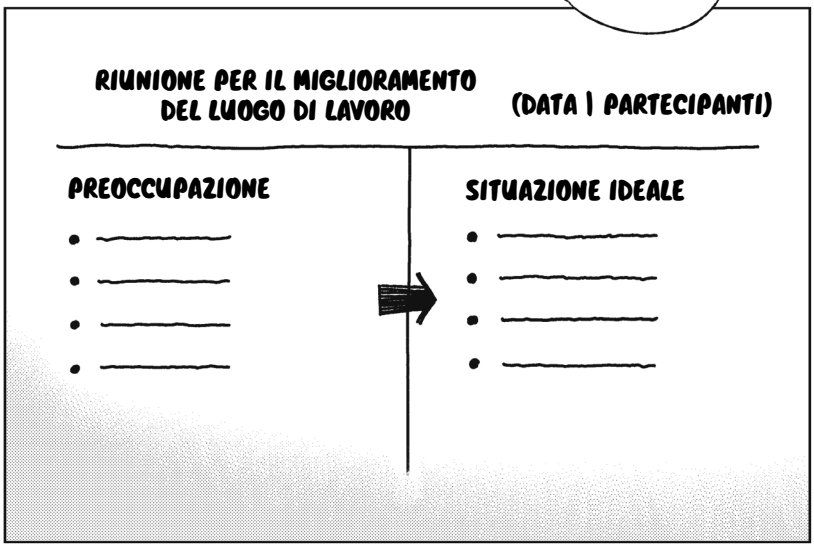 RIUNIONE PER IL MIGLIORAMENTO
DEL LUOGO DI LAVORO
(DATA | PARTECIPANTI)
PREOCCUPAZIONE
SITUAZIONE IDEALE